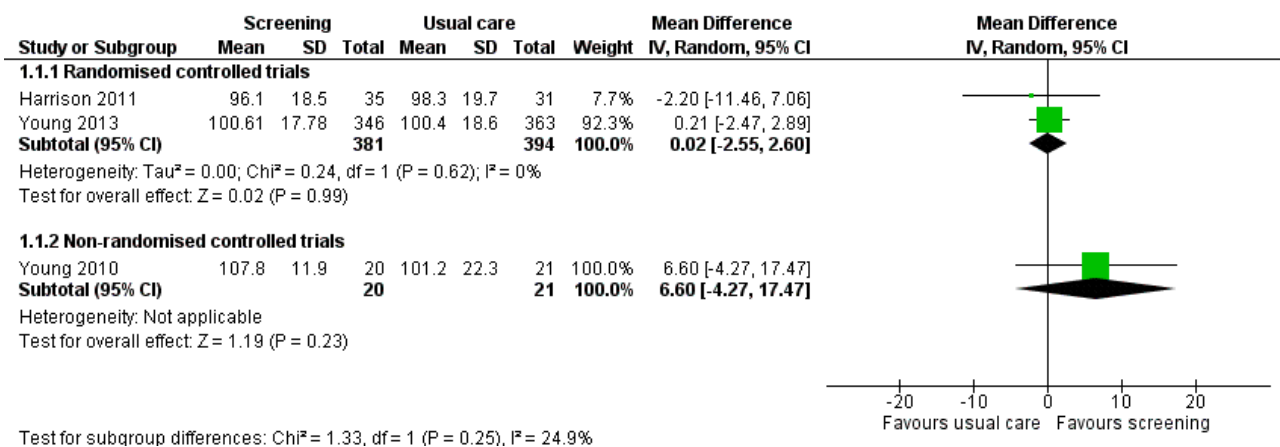 Screening Usual care Mean Difference Mean Difference
Study or Subgroup Mean SD Total Mean SD Total Weight IV, Random, 95% CI IV, Random, 95% CI
1.1.1 Randomised controlled trials
Harrison 2011 96.1 18.5 35 98.3 19.7 31 7.7% -2.20 [-11.46, 7.06]
Young 2013 100.61 17.78 346 100.4 18.6 363 92.3% 0.21 [-2.47, 2.89]
Subtotal (95% CI) 381 394 100.0% 0.02 [-2.55, 2.60]
Heterogeneity: Tau² = 0.00; Chi² = 0.24, df = 1 (P = 0.62); I² = 0%
Test for overall effect: Z = 0.02 (P = 0.99)
1.1.2 Non-randomised controlled trials
Young 2010 107.8 11.9 20 101.2 22.3 21 100.0% 6.60 [-4.27, 17.47]
Subtotal (95% CI) 20 21 100.0% 6.60 [-4.27, 17.47]
Heterogeneity: Not applicable
Test for overall effect: Z = 1.19 (P = 0.23)
-20 -10 0 10 20
Favours usual care Favours screening
Test for subgroup differences: Chi² = 1.33, df = 1 (P = 0.25), I² = 24.9%